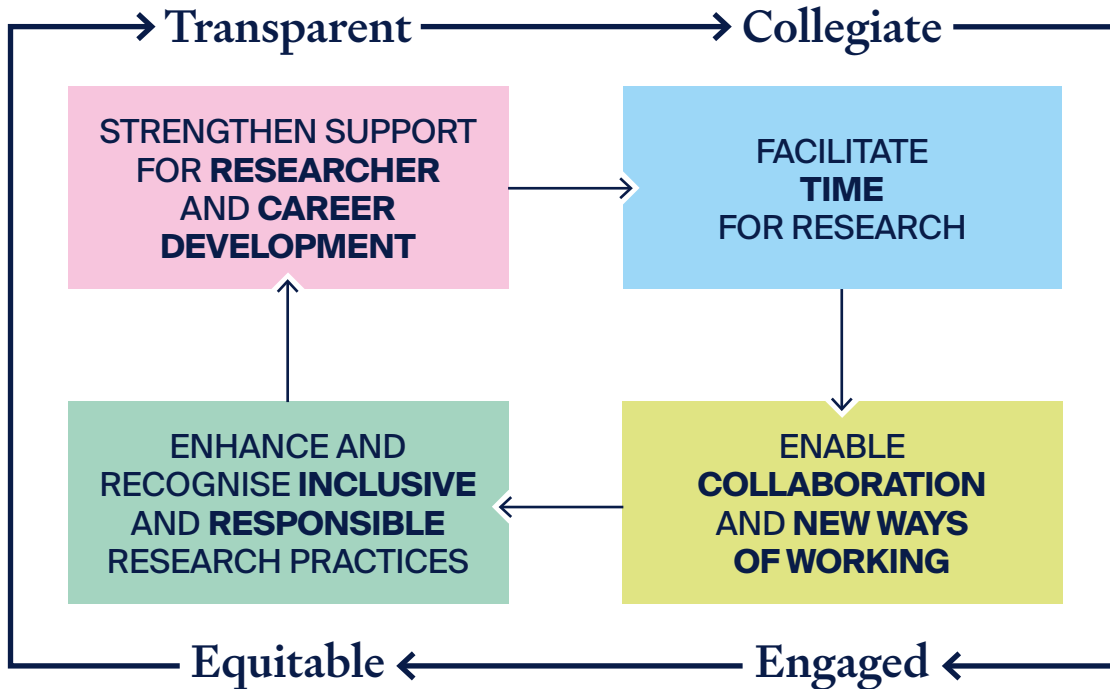 Transparent
Collegiate
STRENGTHEN SUPPORT
FOR RESEARCHER
AND CAREER
DEVELOPMENT
FACILITATE
TIME
FOR RESEARCH
ENHANCE AND
RECOGNISE INCLUSIVE
AND RESPONSIBLE
RESEARCH PRACTICES
ENABLE
COLLABORATION
AND NEW WAYS
OF WORKING
Equitable
Engaged